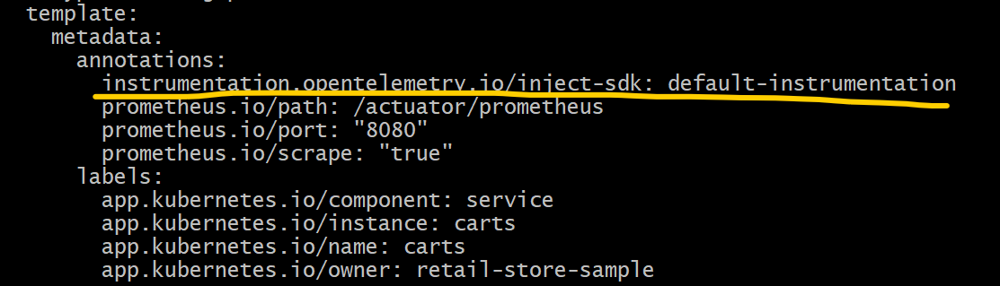 template:
metadata:
annotations:
instrumentation.opentelemetry.io/inject-sdk: default-instrumentation
prometheus.io/path: /actuator/prometheus
prometheus.io/port: "8080"
prometheus.io/scrape: "true"
labels:
app.kubernetes.io/component: service
app.kubernetes.io/instance: carts
app.kubernetes.io/name: carts
app.kubernetes.io/owner: retail-store-sample